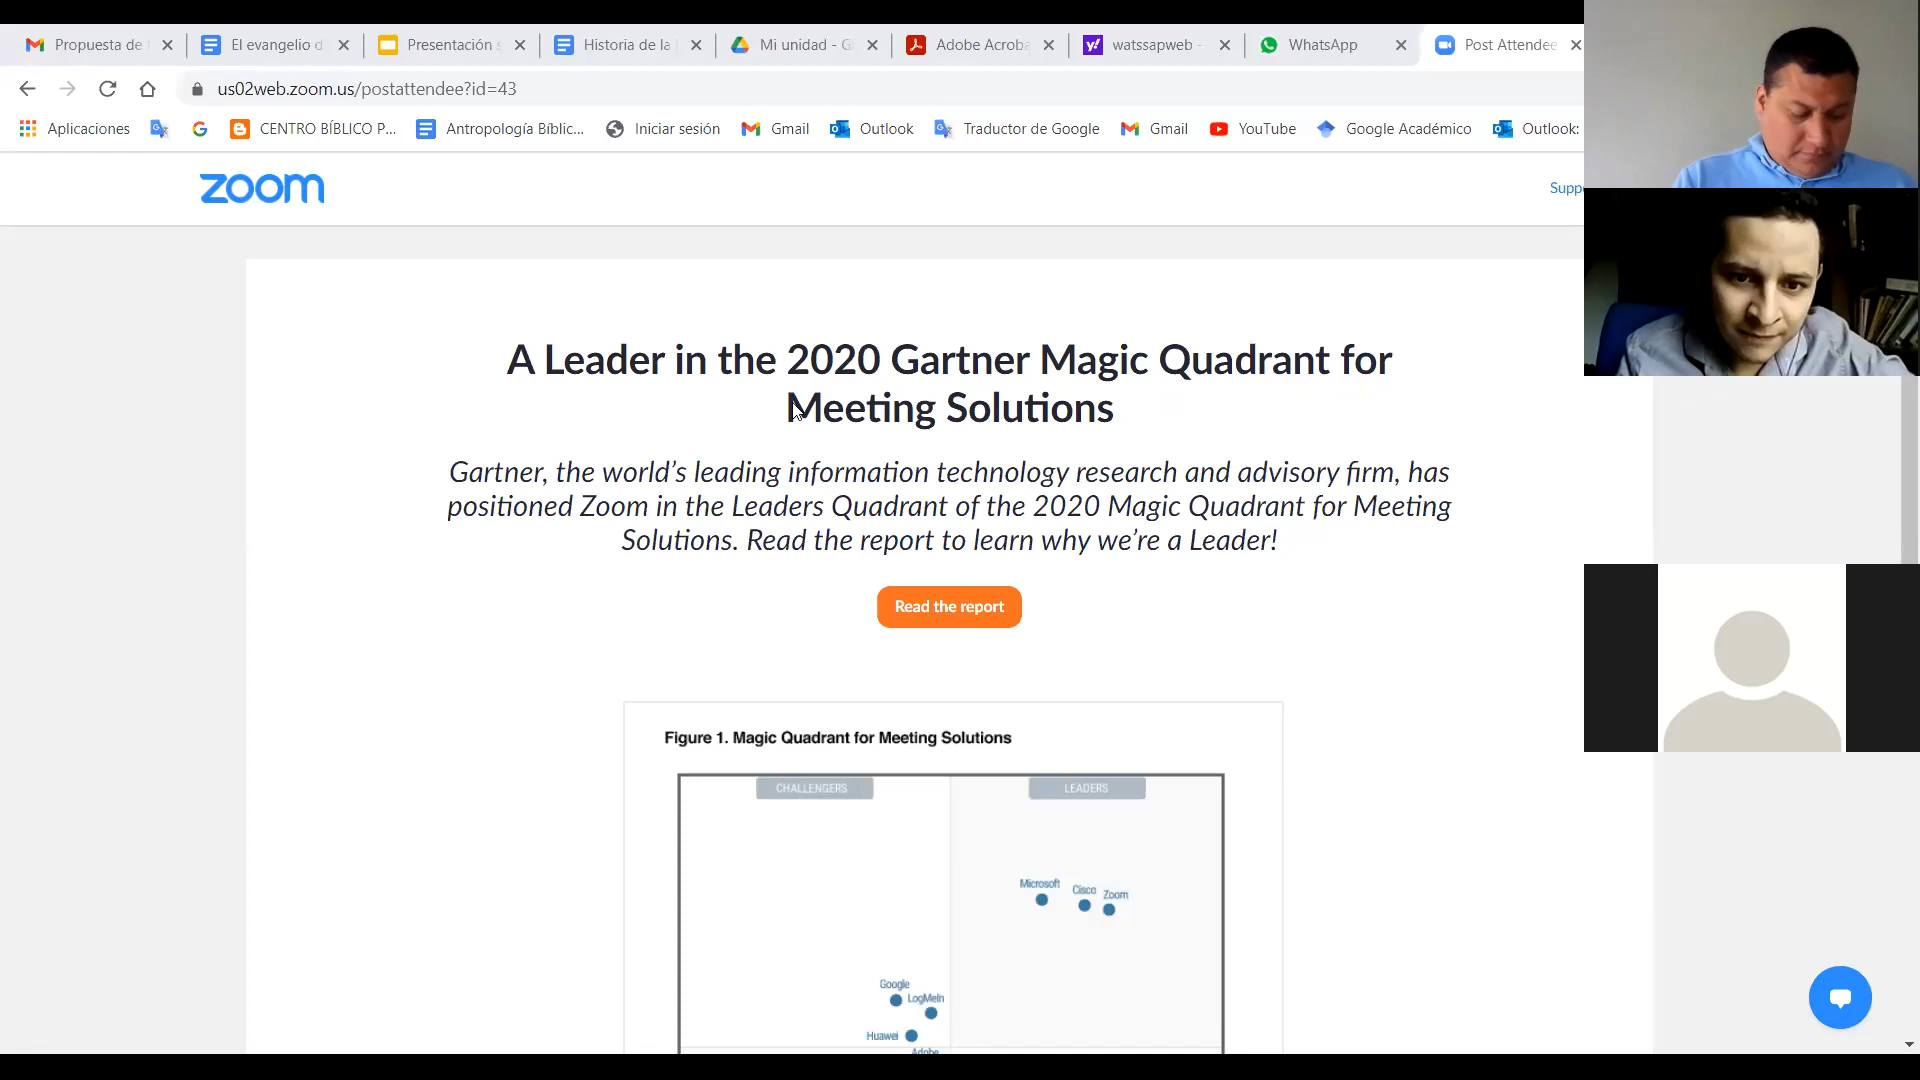 Propuesta de
El evangelio d
Presentación s
Historia de la
Mi unidad - G
Adobe Acroba
watssapweb -
WhatsApp
Post Attendee
us02web.zoom.us/postattendee?id=43
Aplicaciones
CENTRO BÍBLICO P...
Antropología Bíblic...
Iniciar sesión
Gmail
Outlook
Traductor de Google
Gmail
YouTube
Google Académico
Outlook:
zoom
Supp
A Leader in the 2020 Gartner Magic Quadrant for
Meeting Solutions
Gartner, the world's leading information technology research and advisory firm, has
positioned Zoom in the Leaders Quadrant of the 2020 Magic Quadrant for Meeting
Solutions. Read the report to learn why we're a Leader!
Read the report
Figure 1. Magic Quadrant for Meeting Solutions
CHALLENGERS
LEADERS
Microsoft
Cisco
Zoom
Google
LogMeIn
Huawei
Adobe